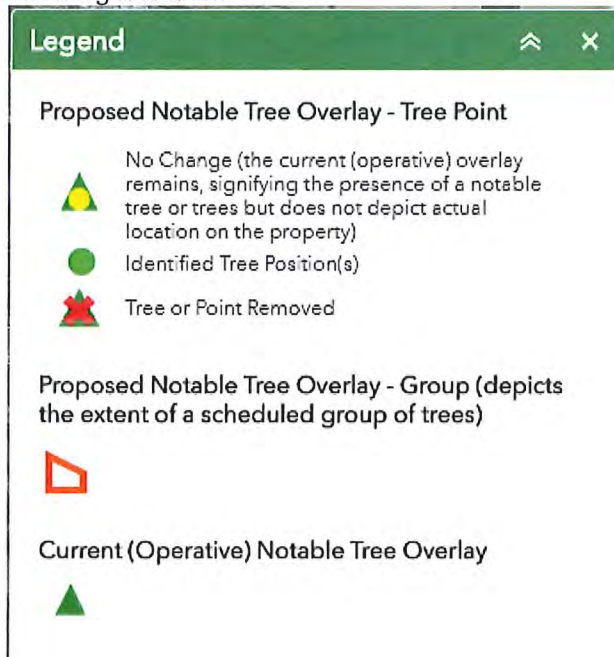 Legend
Proposed Notable Tree Overlay - Tree Point
No Change (the current (operative) overlay
remains, signifying the presence of a notable
tree or trees but does not depict actual
location on the property)
Identified Tree Position(s)
Tree or Point Removed
Proposed Notable Tree Overlay - Group (depicts
the extent of a scheduled group of trees)
Current (Operative) Notable Tree Overlay